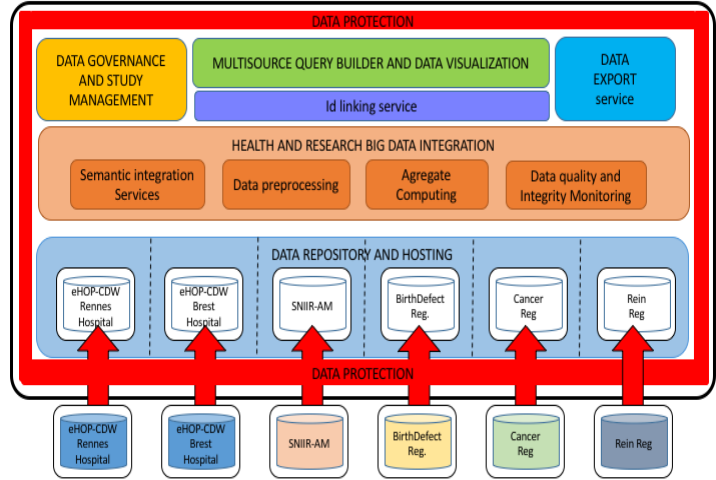 DATA PROTECTION
DATA GOVERNANCE
AND STUDY
MANAGEMENT
MULTISOURCE QUERY BUILDER AND DATA VISUALIZATION
Id linking service
DATA
EXPORT
service
HEALTH AND RESEARCH BIG DATA INTEGRATION
Semantic integration
Services
Data preprocessing
Agregate
Computing
Data quality and
Integrity Monitoring
DATA REPOSITORY AND HOSTING
eHOP-CDW
Rennes
Hospital
eHOP-CDW
Brest
Hospital
SNIIR-AM
BirthDefect
Reg.
Cancer
Reg
Rein
Reg
DATA PROTECTION
eHOP-CDW
Rennes
Hospital
eHOP-CDW
Brest
Hospital
SNIIR-AM
BirthDefect
Reg.
Cancer
Reg
Rein Reg